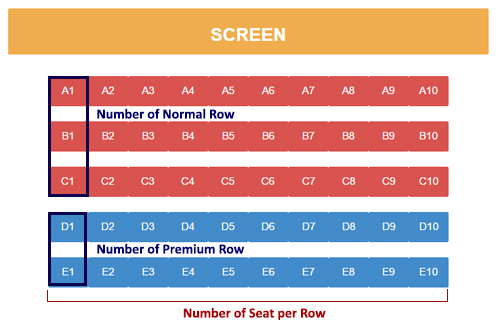 SCREEN
A1 A2 A3 A4 A5 A6 A7 A8 A9 A10
Number of Normal Row
B1 B2 B3 B4 B5 B6 B7 B8 B9 B10
C1 C2 C3 C4 C5 C6 C7 C8 C9 C10
D1 D2 D3 D4 D5 D6 D7 D8 D9 D10
Number of Premium Row
E1 E2 E3 E4 E5 E6 E7 E8 E9 E10
Number of Seat per Row